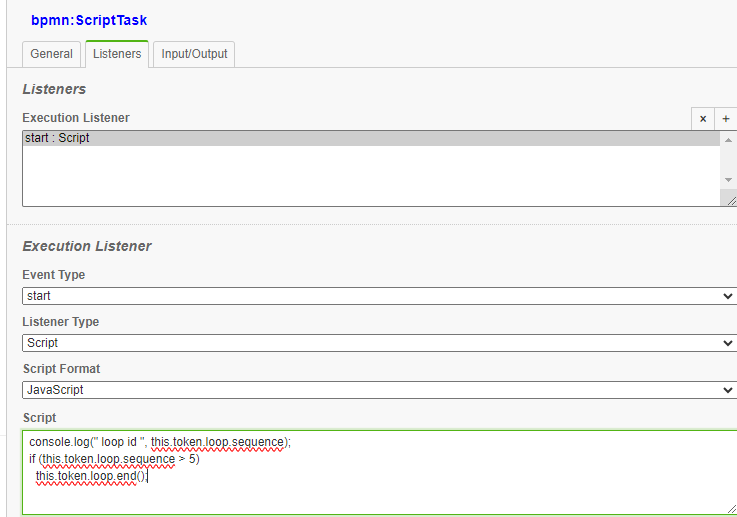 bpmn:ScriptTask
General Listeners Input/Output
Listeners
Execution Listener × +
start : Script
Execution Listener
Event Type
start
Listener Type
Script
Script Format
JavaScript
Script
console.log(" loop id ", this.token.loop.sequence);
if (this.token.loop.sequence > 5)
this.token.loop.end();